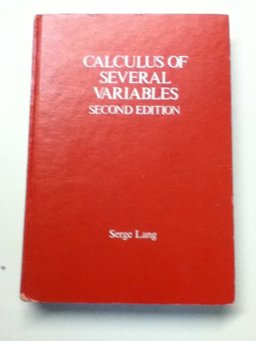 CALCULUS OF
SEVERAL
VARIABLES
SECOND EDITION
Serge Lang